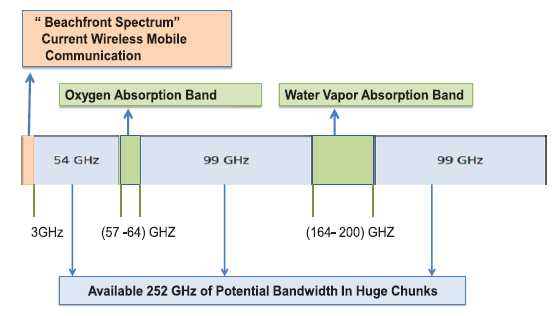 “ Beachfront Spectrum”
Current Wireless Mobile
Communication
Oxygen Absorption Band
Water Vapor Absorption Band
54 GHz
99 GHz
99 GHz
3GHz
(57 -64) GHZ
(164- 200) GHZ
Available 252 GHz of Potential Bandwidth In Huge Chunks